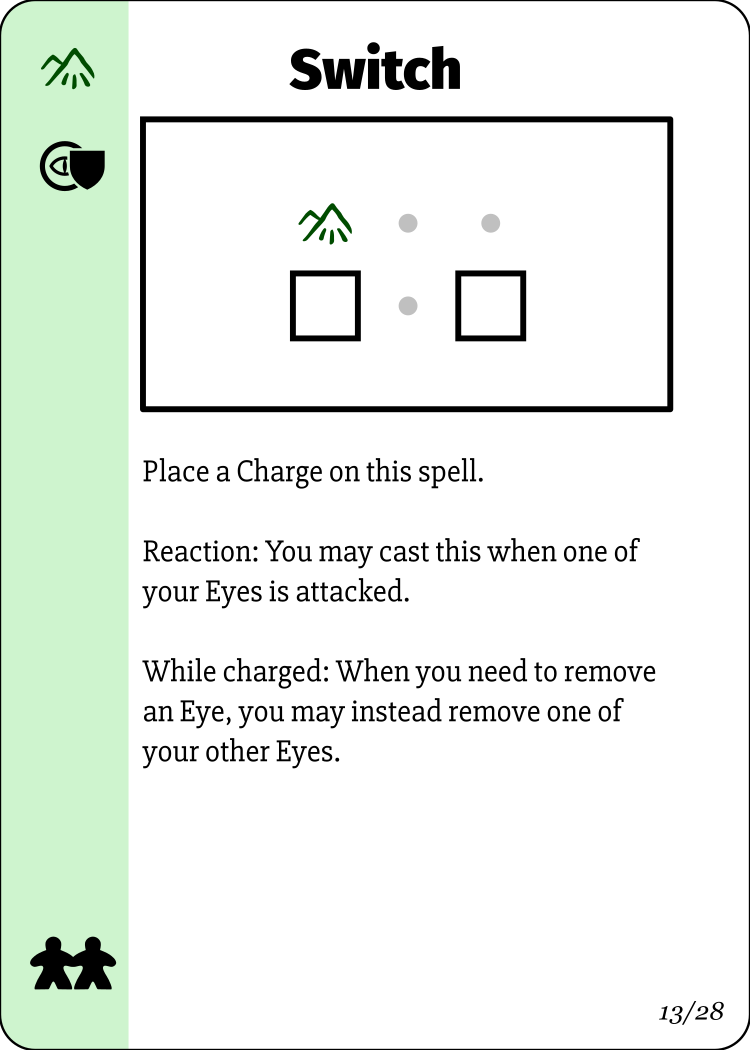 Switch
Place a Charge on this spell.
Reaction: You may cast this when one of
your Eyes is attacked.
While charged: When you need to remove
an Eye, you may instead remove one of
your other Eyes.
13/28